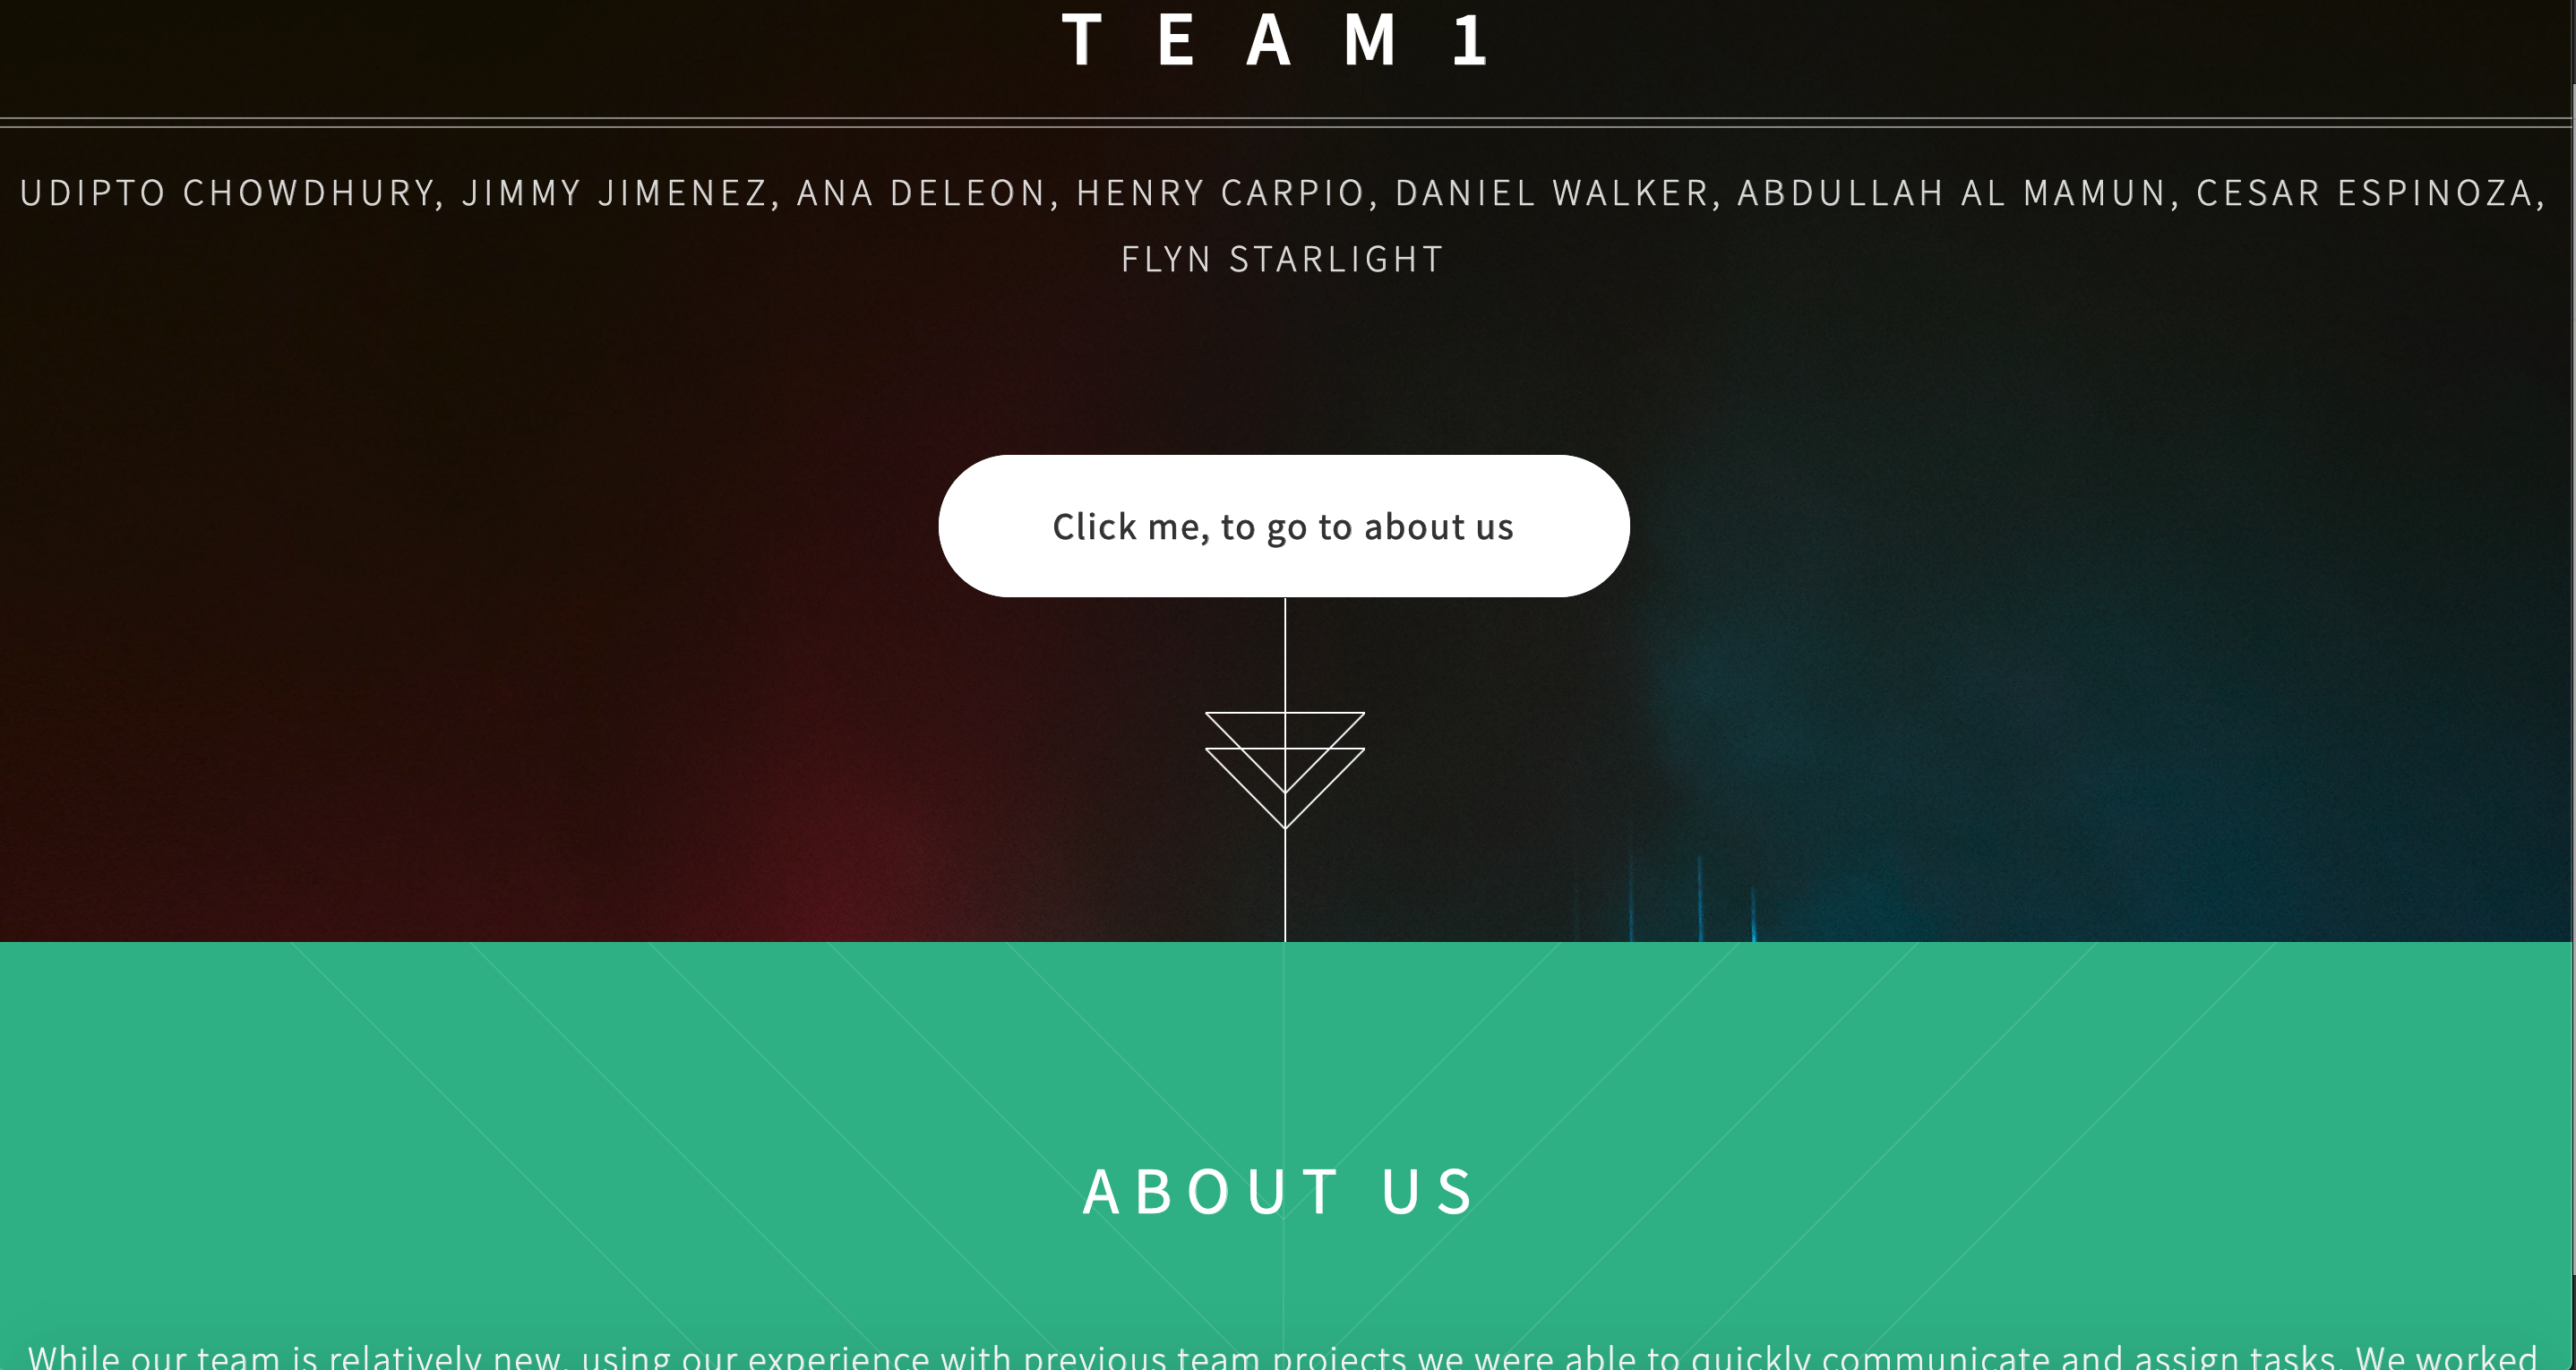 TEAM 1
UDIPTO CHOWDHURY, JIMMY JIMENEZ, ANA DELEON, HENRY CARPIO, DANIEL WALKER, ABDULLAH AL MAMUN, CESAR ESPINOZA,
FLYN STARLIGHT
Click me, to go to about us
ABOUT US
While our team is relatively new, using our experience with previous team projects we were able to quickly communicate and assign tasks. We worked